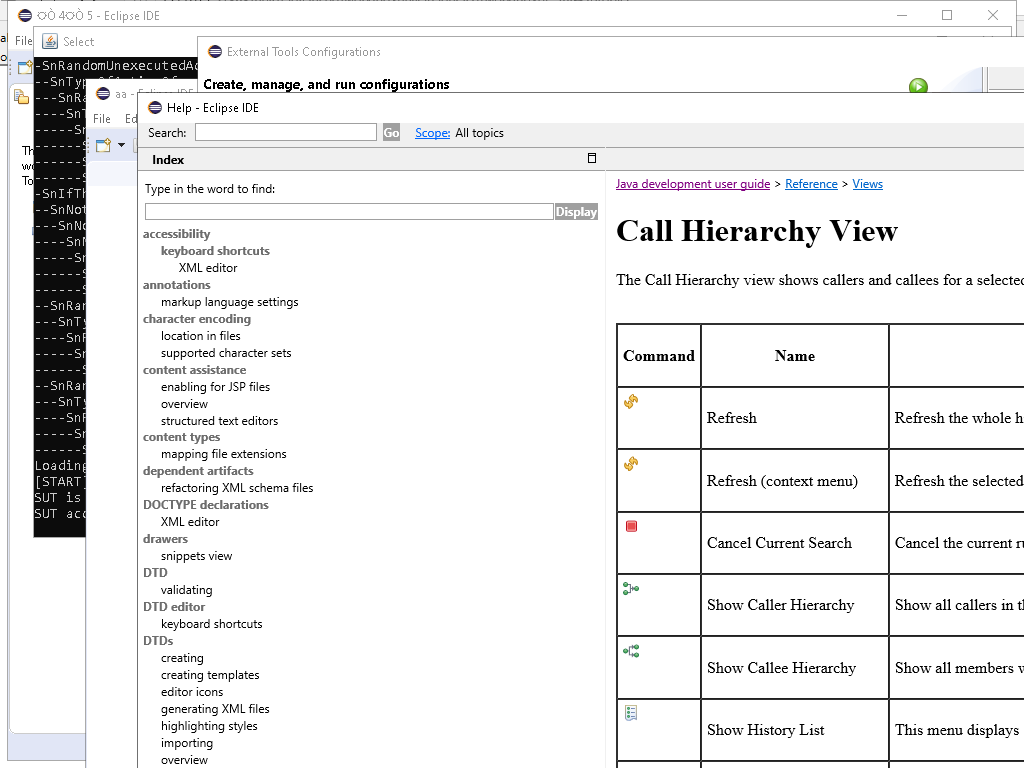 5 - Eclipse IDE
File
Select
External Tools Configurations
Create, manage, and run configurations
-SnRandomUnexecutedAc
--SnTyp
---SnRa
----SnT
-----Sn
-SnIfTh
--SnNot
---SnNo
----SnN
-----Sn
--SnRan
---SnTy
----SnF
-----Sn
--SnRan
---SnTy
----SnF
-----Sn
Loading
[START]
SUT is
SUT acc
aa - Eclipse IDE
File Ed
Help - Eclipse IDE
Search: Go Scope: All topics
Index
Type in the word to find:
Display
accessibility
keyboard shortcuts
XML editor
annotations
markup language settings
character encoding
location in files
supported character sets
content assistance
enabling for JSP files
overview
structured text editors
content types
mapping file extensions
dependent artifacts
refactoring XML schema files
DOCTYPE declarations
XML editor
drawers
snippets view
DTD
validating
DTD editor
keyboard shortcuts
DTDs
creating
creating templates
editor icons
generating XML files
highlighting styles
importing
overview
Java development user guide > Reference > Views
Call Hierarchy View
The Call Hierarchy view shows callers and callees for a selected
Command Name
Refresh Refresh the whole h
Refresh (context menu) Refresh the selected
Cancel Current Search Cancel the current ru
Show Caller Hierarchy Show all callers in th
Show Callee Hierarchy Show all members w
Show History List This menu displays